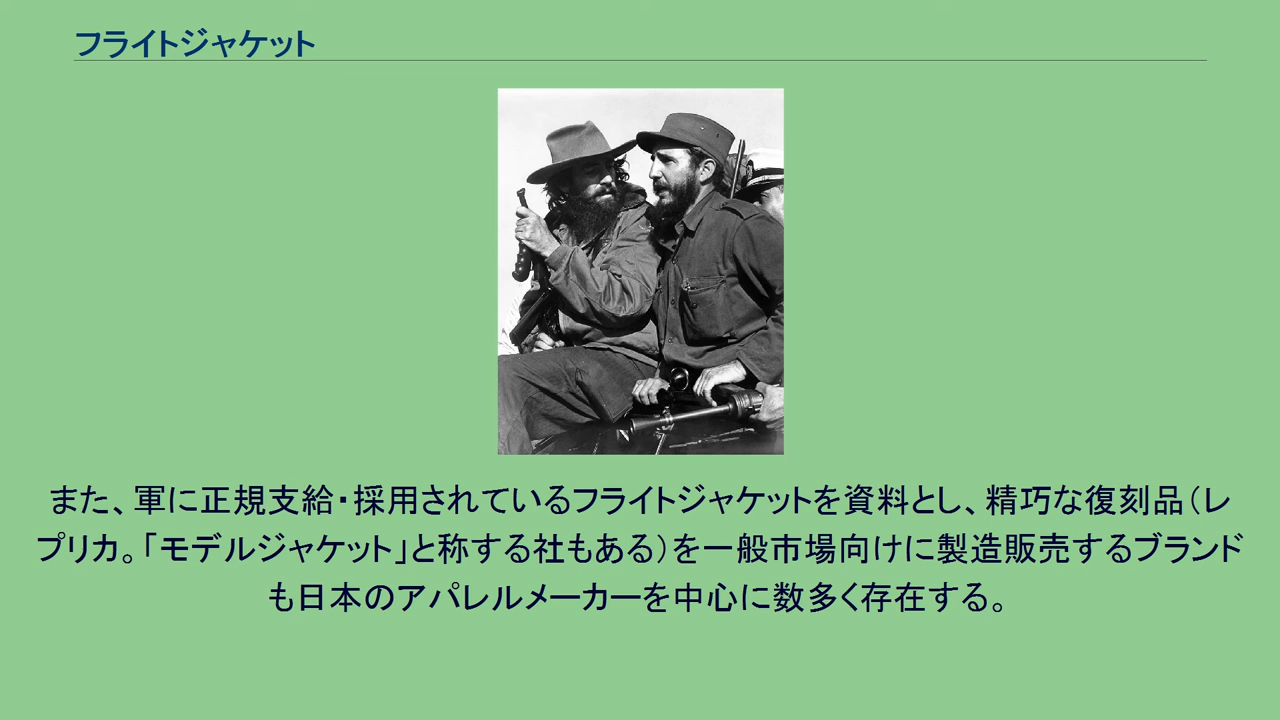 フライトジャケット
また、軍に正規支給・採用されているフライトジャケットを資料とし、精巧な復刻品（レ
プリカ。「モデルジャケット」と称する社もある）を一般市場向けに製造販売するブランド
も日本のアパレルメーカーを中心に数多く存在する。